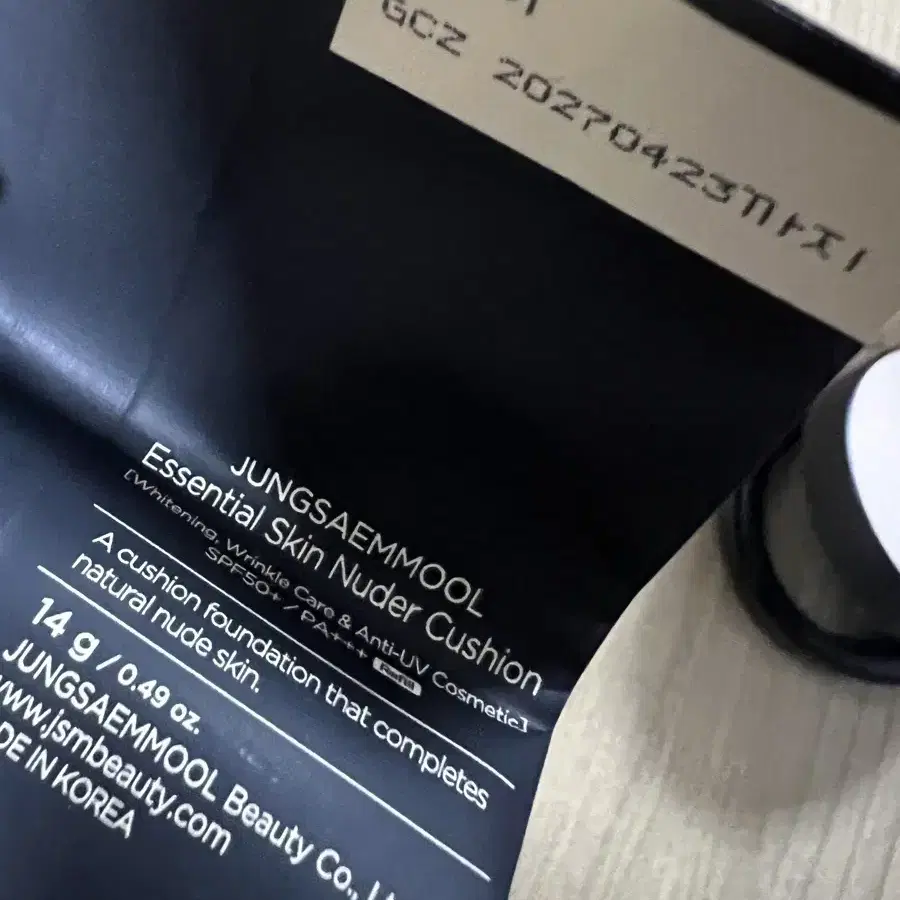 GCZ 20270423까지
JUNGSAEMMOOL
Essential Skin Nuder Cushion
[Whitening, Wrinkle Care & Anti-UV Cosmetic]
SPF50+ / PA+++ Refill
A cushion foundation that completes
natural nude skin.
14 g / 0.49 oz.
JUNGSAEMMOOL Beauty Co.,
www.jsmbeauty.com
DE IN KOREA